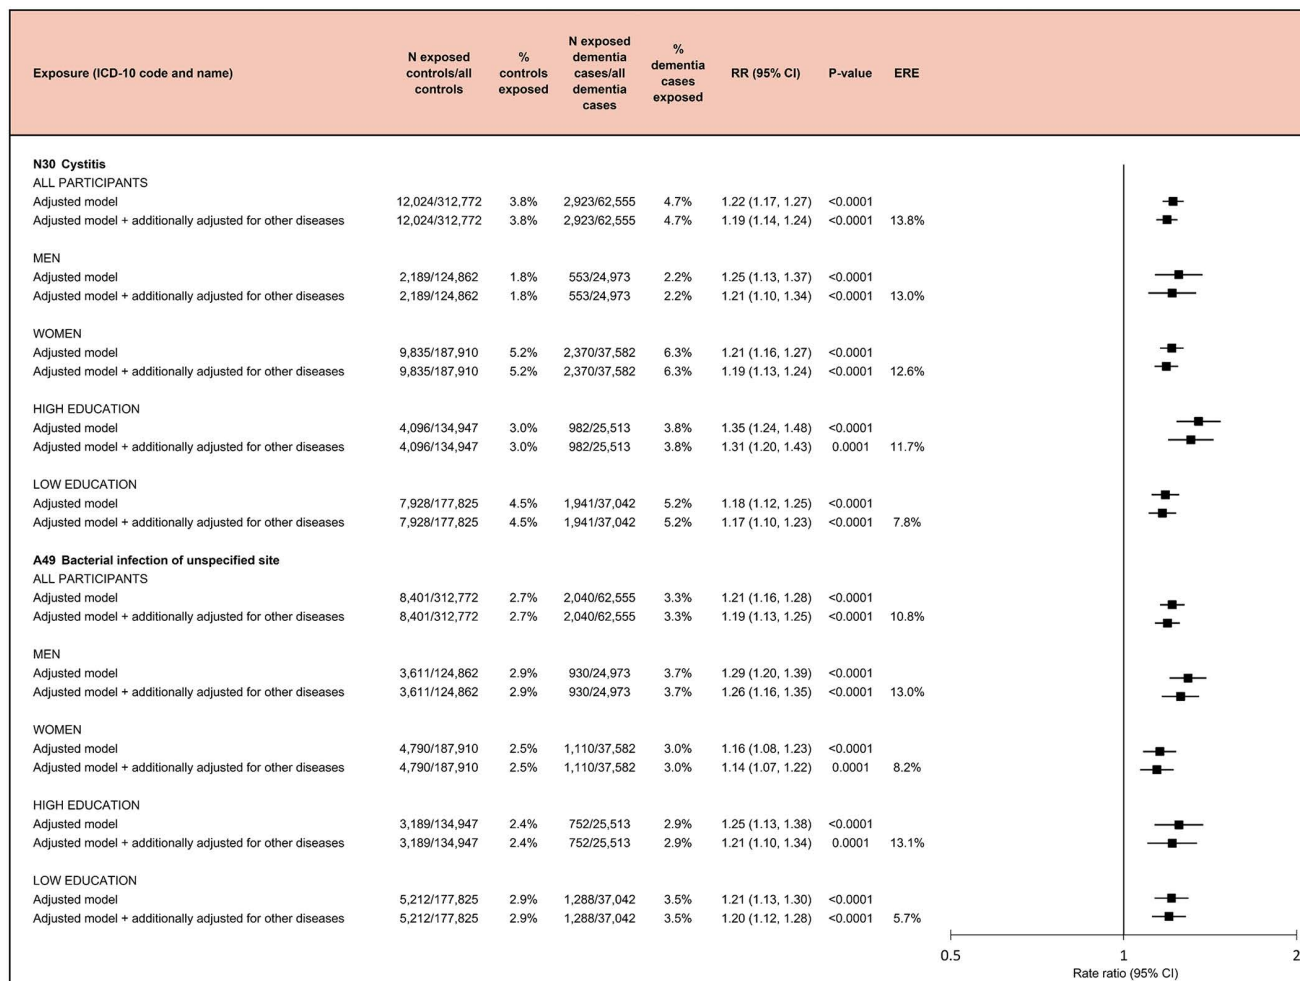 Exposure (ICD-10 code and name) N exposed controls/all controls % controls exposed N exposed dementia cases/all dementia cases % dementia cases exposed RR (95% CI) P-value ERE
N30 Cystitis
ALL PARTICIPANTS
Adjusted model 12,024/312,772 3.8% 2,923/62,555 4.7% 1.22 (1.17, 1.27) <0.0001
Adjusted model + additionally adjusted for other diseases 12,024/312,772 3.8% 2,923/62,555 4.7% 1.19 (1.14, 1.24) <0.0001 13.8%
MEN
Adjusted model 2,189/124,862 1.8% 553/24,973 2.2% 1.25 (1.13, 1.37) <0.0001
Adjusted model + additionally adjusted for other diseases 2,189/124,862 1.8% 553/24,973 2.2% 1.21 (1.10, 1.34) <0.0001 13.0%
WOMEN
Adjusted model 9,835/187,910 5.2% 2,370/37,582 6.3% 1.21 (1.16, 1.27) <0.0001
Adjusted model + additionally adjusted for other diseases 9,835/187,910 5.2% 2,370/37,582 6.3% 1.19 (1.13, 1.24) <0.0001 12.6%
HIGH EDUCATION
Adjusted model 4,096/134,947 3.0% 982/25,513 3.8% 1.35 (1.24, 1.48) <0.0001
Adjusted model + additionally adjusted for other diseases 4,096/134,947 3.0% 982/25,513 3.8% 1.31 (1.20, 1.43) 0.0001 11.7%
LOW EDUCATION
Adjusted model 7,928/177,825 4.5% 1,941/37,042 5.2% 1.18 (1.12, 1.25) <0.0001
Adjusted model + additionally adjusted for other diseases 7,928/177,825 4.5% 1,941/37,042 5.2% 1.17 (1.10, 1.23) <0.0001 7.8%
A49 Bacterial infection of unspecified site
ALL PARTICIPANTS
Adjusted model 8,401/312,772 2.7% 2,040/62,555 3.3% 1.21 (1.16, 1.28) <0.0001
Adjusted model + additionally adjusted for other diseases 8,401/312,772 2.7% 2,040/62,555 3.3% 1.19 (1.13, 1.25) <0.0001 10.8%
MEN
Adjusted model 3,611/124,862 2.9% 930/24,973 3.7% 1.29 (1.20, 1.39) <0.0001
Adjusted model + additionally adjusted for other diseases 3,611/124,862 2.9% 930/24,973 3.7% 1.26 (1.16, 1.35) <0.0001 13.0%
WOMEN
Adjusted model 4,790/187,910 2.5% 1,110/37,582 3.0% 1.16 (1.08, 1.23) <0.0001
Adjusted model + additionally adjusted for other diseases 4,790/187,910 2.5% 1,110/37,582 3.0% 1.14 (1.07, 1.22) 0.0001 8.2%
HIGH EDUCATION
Adjusted model 3,189/134,947 2.4% 752/25,513 2.9% 1.25 (1.13, 1.38) <0.0001
Adjusted model + additionally adjusted for other diseases 3,189/134,947 2.4% 752/25,513 2.9% 1.21 (1.10, 1.34) 0.0001 13.1%
LOW EDUCATION
Adjusted model 5,212/177,825 2.9% 1,288/37,042 3.5% 1.21 (1.13, 1.30) <0.0001
Adjusted model + additionally adjusted for other diseases 5,212/177,825 2.9% 1,288/37,042 3.5% 1.20 (1.12, 1.28) <0.0001 5.7%
0.5 1 2
Rate ratio (95% CI)